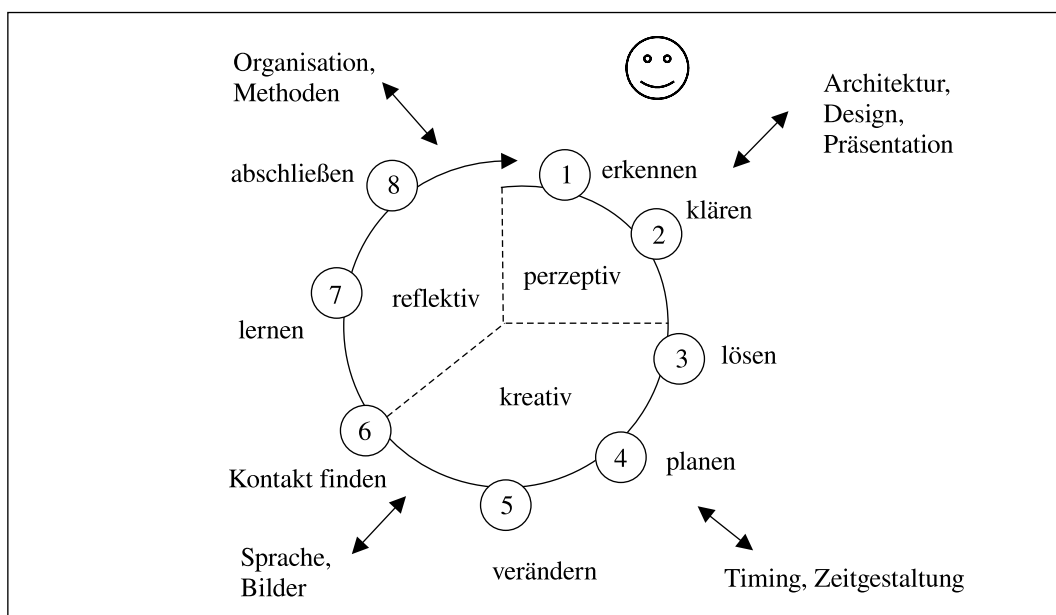 Organisation,
Methoden
Architektur,
Design,
Präsentation
abschließen
8
1
erkennen
2
klären
perzeptiv
reflektiv
7
lernen
3
lösen
kreativ
6
Kontakt finden
4
planen
5
verändern
Sprache,
Bilder
Timing, Zeitgestaltung